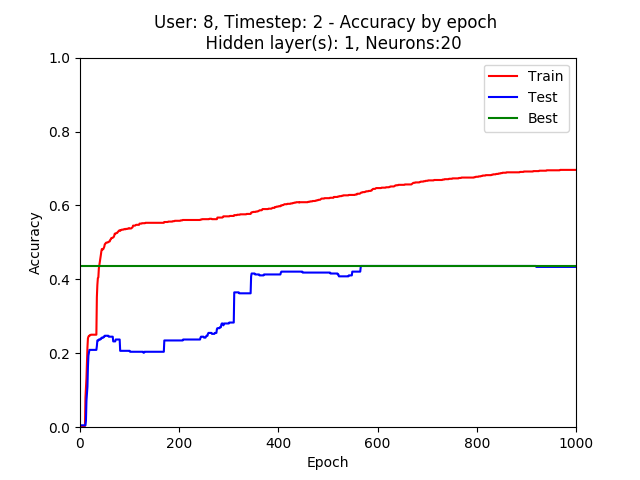 User: 8, Timestep: 2 - Accuracy by epoch
Hidden layer(s): 1, Neurons:20
Train
Test
Best
Accuracy
1.0
0.8
0.6
0.4
0.2
0.0
0 200 400 600 800 1000
Epoch